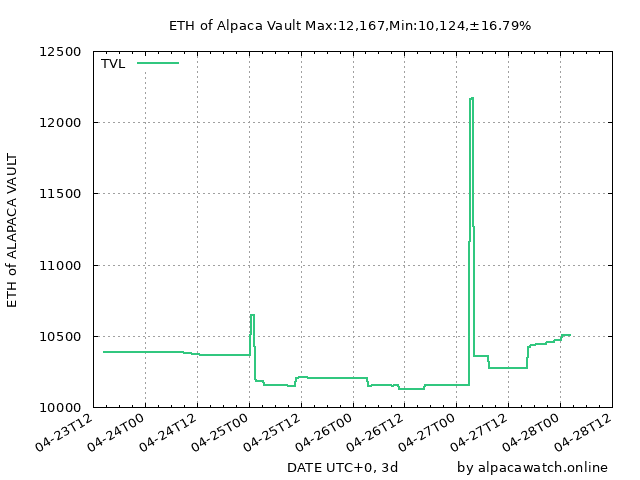 ETH of Alpaca Vault Max:12,167,Min:10,124,±16.79%
TVL
12500
12000
11500
11000
10500
10000
ETH of ALAPACA VAULT
04-23T12
04-24T00
04-24T12
04-25T00
04-25T12
04-26T00
04-26T12
04-27T00
04-27T12
04-28T00
04-28T12
DATE UTC+0, 3d
by alpacawatch.online